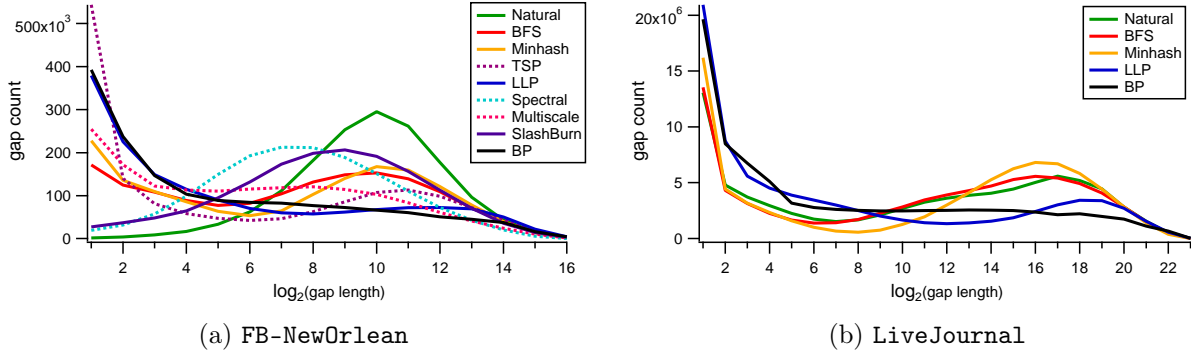 500x10³
400
300
200
100
0
gap count
2 4 6 8 10 12 14 16
log₂(gap length)
Natural
BFS
Minhash
TSP
LLP
Spectral
Multiscale
SlashBurn
BP
(a) FB-NewOrlean
20x10⁶
15
10
5
0
gap count
2 4 6 8 10 12 14 16 18 20 22
log₂(gap length)
Natural
BFS
Minhash
LLP
BP
(b) LiveJournal